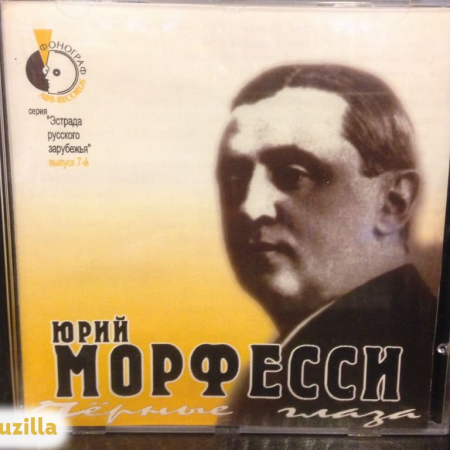 ФОНОГРАФ
серия
"Эстрада
русского
зарубежья"
выпуск 7-й
ЮРИЙ
МОРФЕССИ
Чёрные глаза
uzilla